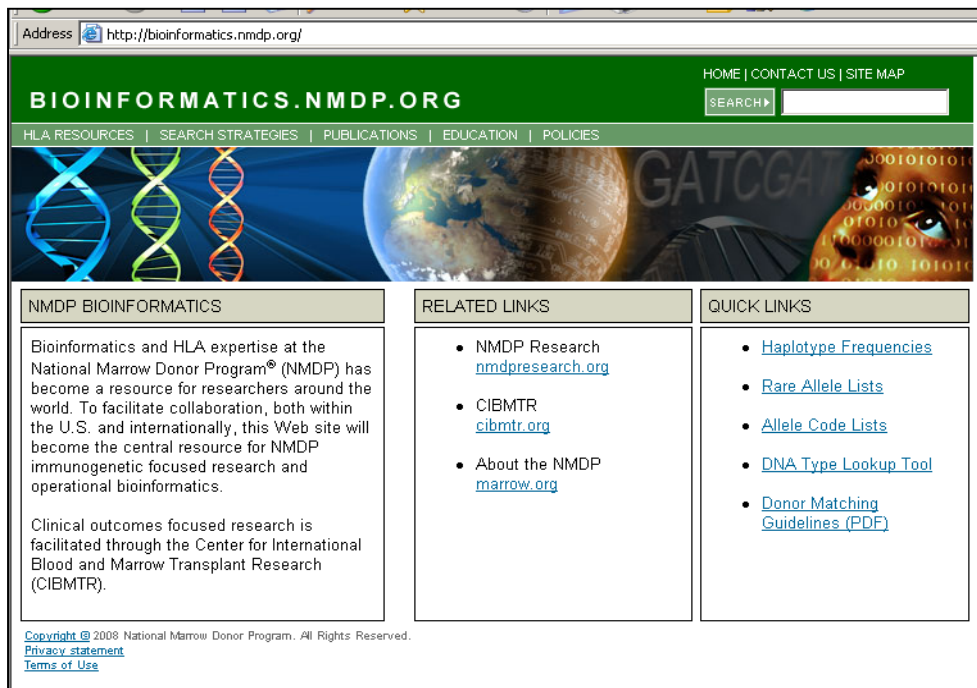 Address http://bioinformatics.nmdp.org/
HOME | CONTACT US | SITE MAP
BIOINFORMATICS.NMDP.ORG
SEARCH
HLA RESOURCES | SEARCH STRATEGIES | PUBLICATIONS | EDUCATION | POLICIES
GATCGAT
NMDP BIOINFORMATICS
Bioinformatics and HLA expertise at the
National Marrow Donor Program® (NMDP) has
become a resource for researchers around the
world. To facilitate collaboration, both within
the U.S. and internationally, this Web site will
become the central resource for NMDP
immunogenetic focused research and
operational bioinformatics.
Clinical outcomes focused research is
facilitated through the Center for International
Blood and Marrow Transplant Research
(CIBMTR).
RELATED LINKS
• NMDP Research
nmdpresearch.org
• CIBMTR
cibmtr.org
• About the NMDP
marrow.org
QUICK LINKS
• Haplotype Frequencies
• Rare Allele Lists
• Allele Code Lists
• DNA Type Lookup Tool
• Donor Matching
Guidelines (PDF)
Copyright © 2008 National Marrow Donor Program. All Rights Reserved.
Privacy statement
Terms of Use